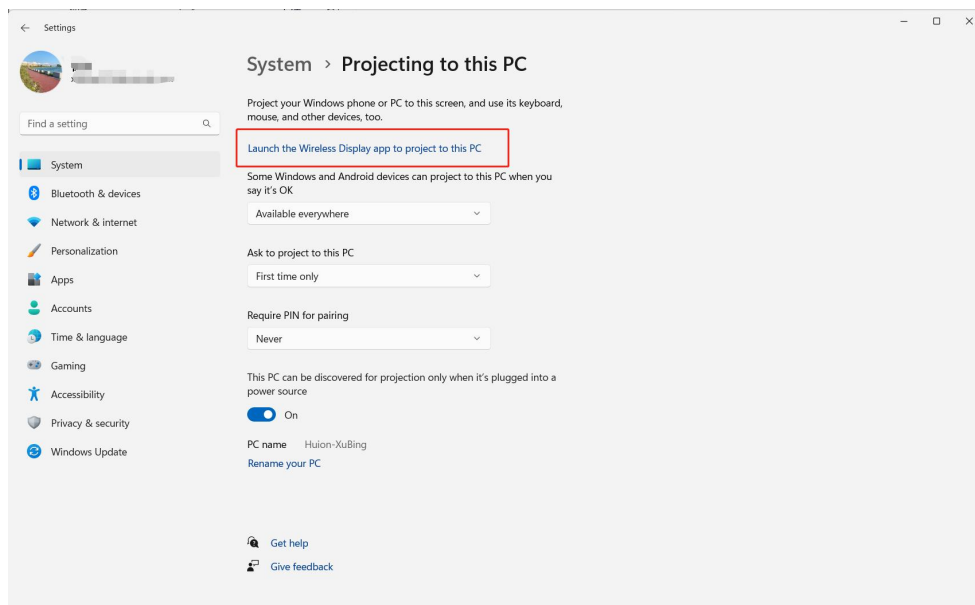 Settings
System > Projecting to this PC
Project your Windows phone or PC to this screen, and use its keyboard,
mouse, and other devices, too.
Find a setting
Launch the Wireless Display app to project to this PC
System
Some Windows and Android devices can project to this PC when you
say it's OK
Bluetooth & devices
Available everywhere
Network & internet
Personalization
Ask to project to this PC
Apps
First time only
Accounts
Require PIN for pairing
Time & language
Never
Gaming
This PC can be discovered for projection only when it's plugged into a
power source
Accessibility
On
Privacy & security
PC name Huion-XuBing
Windows Update
Rename your PC
Get help
Give feedback